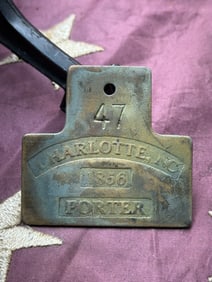 47
CHARLOTTE, NC
1856
PORTER